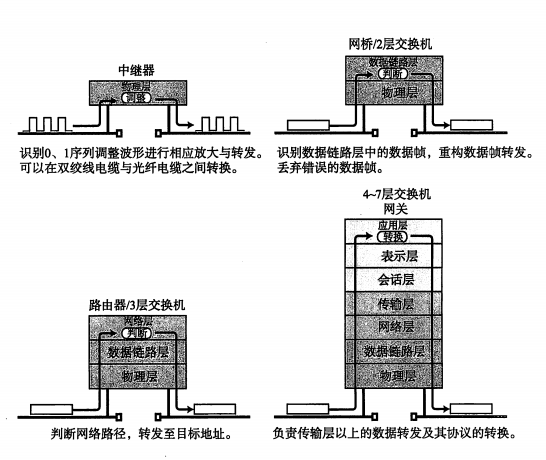 中继器
物理层
调整
识别0、1序列调整波形进行相应放大与转发。
可以在双绞线电缆与光纤电缆之间转换。
网桥/2层交换机
数据链路层
判断
物理层
识别数据链路层中的数据帧，重构数据帧转发。
丢弃错误的数据帧。
路由器/3层交换机
网络层
判断
数据链路层
物理层
判断网络路径，转发至目标地址。
4~7层交换机
网关
应用层
转换
表示层
会话层
传输层
网络层
数据链路层
物理层
负责传输层以上的数据转发及其协议的转换。